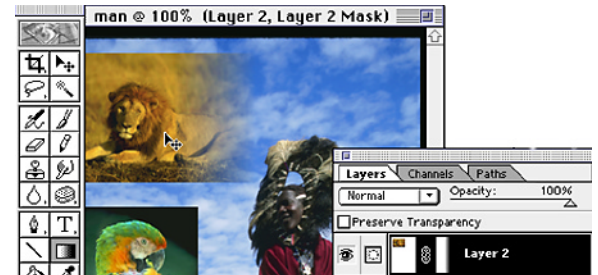 man @ 100% (Layer 2, Layer 2 Mask)
T
Layers Channels Paths
Normal Opacity: 100%
Preserve Transparency
Layer 2